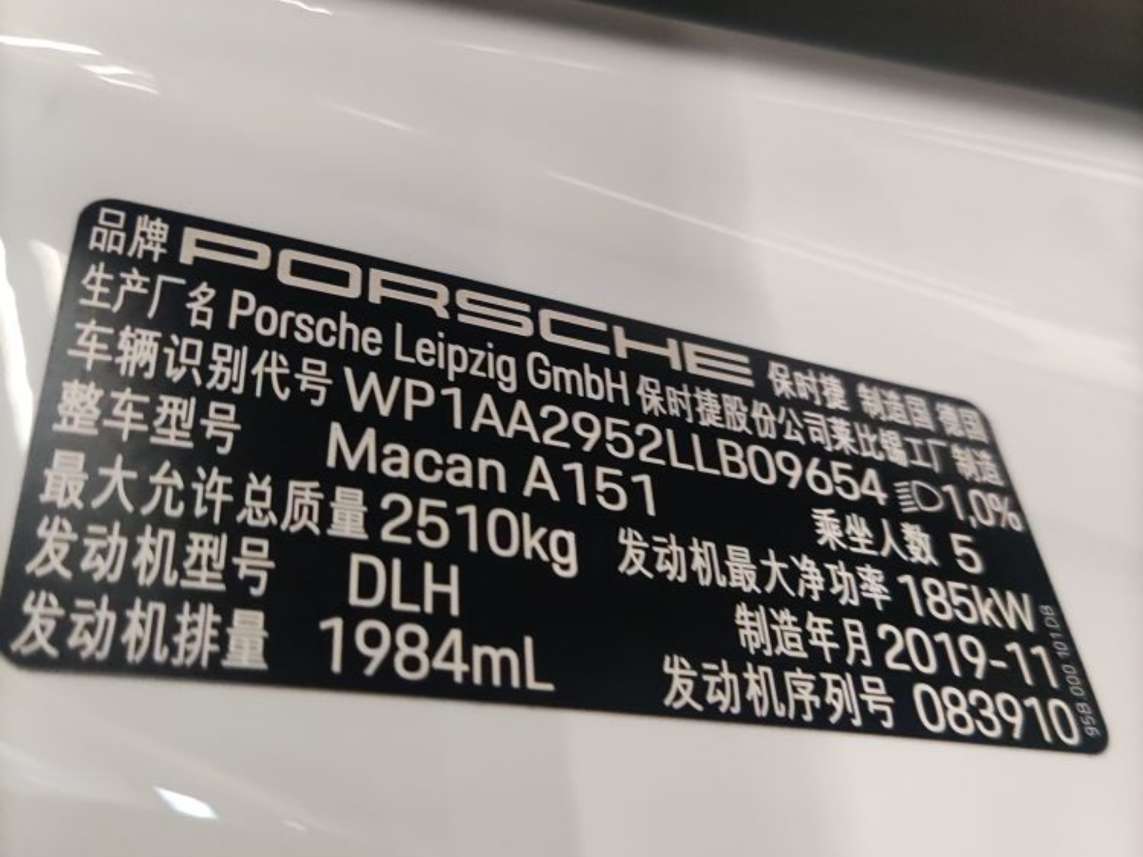 品牌 PORSCHE 保时捷 制造国 德国
生产厂名 Porsche Leipzig GmbH 保时捷股份公司莱比锡工厂制造
车辆识别代号 WP1AA2952LLB09654 1,0%
整车型号 Macan A151 乘坐人数 5
最大允许总质量 2510kg 发动机最大净功率 185kW
发动机型号 DLH 制造年月 2019-11
发动机排量 1984mL 发动机序列号 083910
95B.000 101.DB